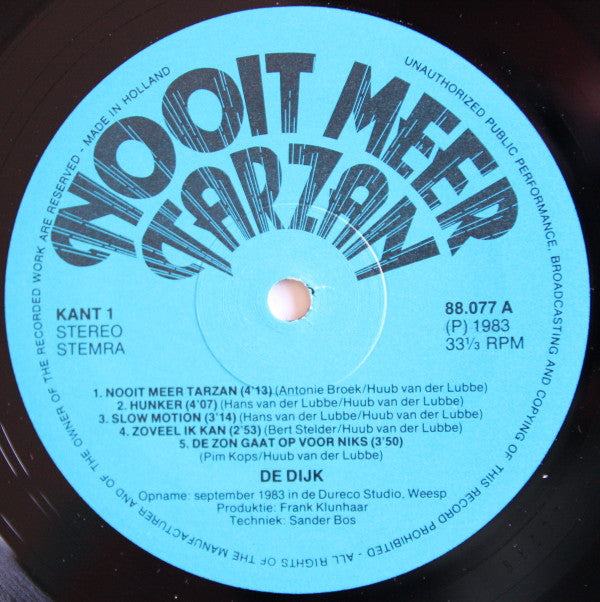 NOOIT MEER
TARZAN
KANT 1
STEREO
STEMRA
88.077 A
(P) 1983
33⅓ RPM
1. NOOIT MEER TARZAN (4'13) (Antonie Broek/Huub van der Lubbe)
2. HUNKER (4'07) (Hans van der Lubbe/Huub van der Lubbe)
3. SLOW MOTION (3'14) (Hans van der Lubbe/Huub van der Lubbe)
4. ZOVEEL IK KAN (2'53) (Bert Stelder/Huub van der Lubbe)
5. DE ZON GAAT OP VOOR NIKS (3'50)
(Pim Kops/Huub van der Lubbe)
DE DIJK
Opname: september 1983 in de Dureco Studio, Weesp
Produktie: Frank Klunhaar
Techniek: Sander Bos
UNAUTHORIZED PUBLIC PERFORMANCE, BROADCASTING AND COPYING OF THIS RECORD PROHIBITED - ALL RIGHTS OF THE MANUFACTURER AND OF THE OWNER OF THE RECORDED WORK ARE RESERVED - MADE IN HOLLAND